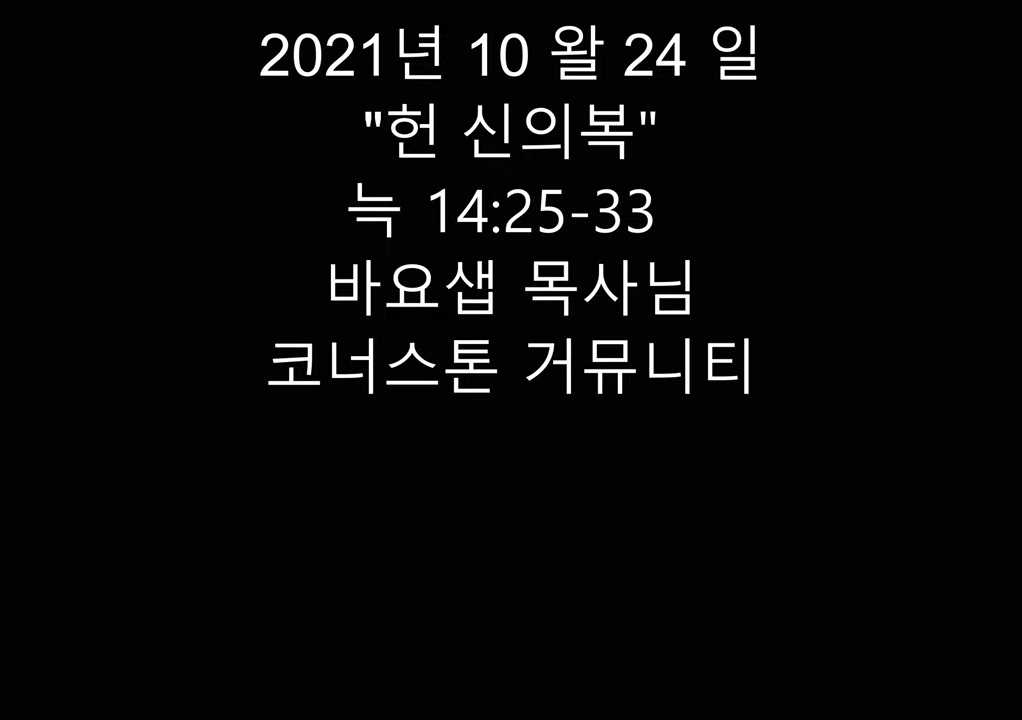 2021년 10 왈 24 일
"헌 신의복"
늑 14:25-33
바요샙 목사님
코너스톤 거뮤니티